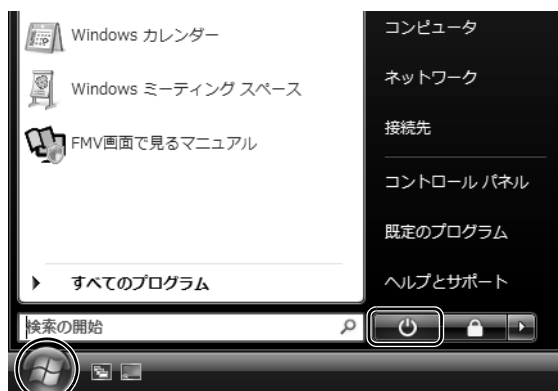 Windows カレンダー
Windows ミーティング スペース
FMV画面で見るマニュアル
すべてのプログラム
検索の開始
コンピュータ
ネットワーク
接続先
コントロール パネル
既定のプログラム
ヘルプとサポート